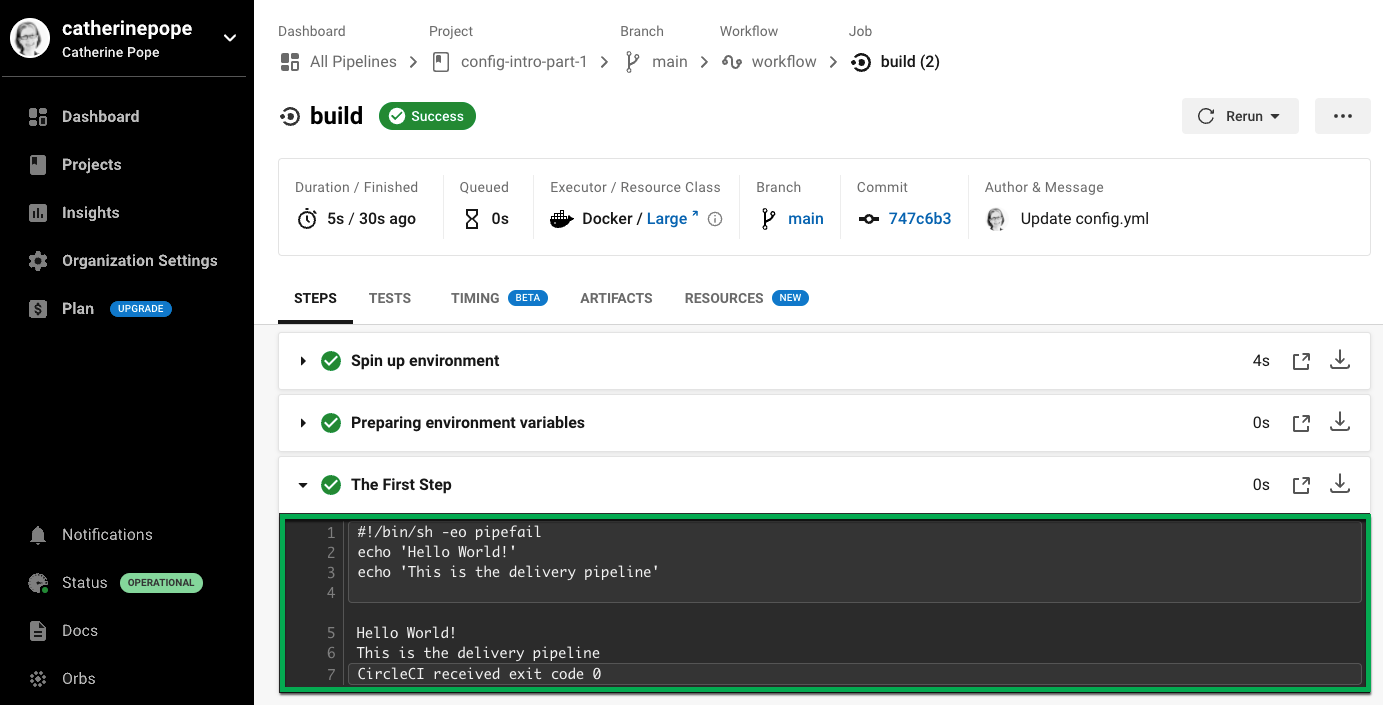 catherinepope
Catherine Pope
Dashboard
Projects
Insights
Organization Settings
Plan UPGRADE
Notifications
Status OPERATIONAL
Docs
Orbs
Dashboard Project Branch Workflow Job
All Pipelines config-intro-part-1 main workflow build (2)
build Success
Rerun
Duration / Finished Queued Executor / Resource Class Branch Commit Author & Message
5s / 30s ago 0s Docker / Large main 747c6b3 Update config.yml
STEPS TESTS TIMING BETA ARTIFACTS RESOURCES NEW
Spin up environment 4s
Preparing environment variables 0s
The First Step 0s
1 #!/bin/sh -eo pipefail
2 echo 'Hello World!'
3 echo 'This is the delivery pipeline'
4
5 Hello World!
6 This is the delivery pipeline
7 CircleCI received exit code 0